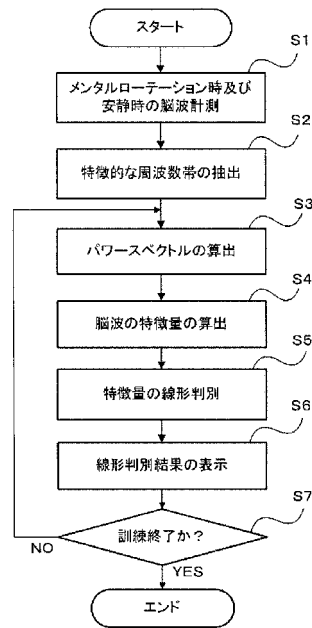 スタート
S1
メンタルローテーション時及び
安静時の脳波計測
S2
特徴的な周波数帯の抽出
S3
パワースペクトルの算出
S4
脳波の特徴量の算出
S5
特徴量の線形判別
S6
線形判別結果の表示
S7
訓練終了か？
NO
YES
エンド